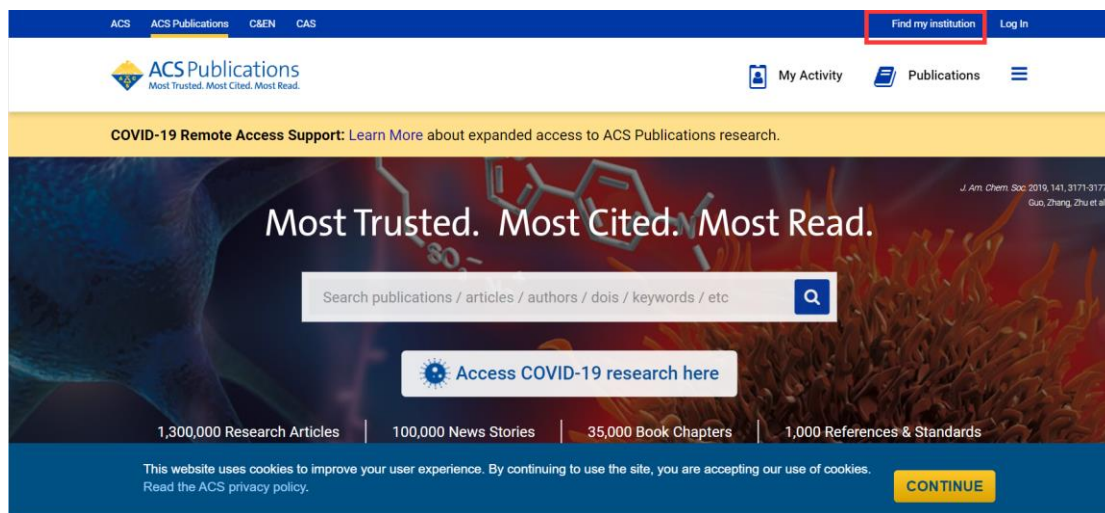 ACS ACS Publications C&EN CAS Find my institution Log In
ACS Publications
Most Trusted. Most Cited. Most Read.
My Activity Publications
COVID-19 Remote Access Support: Learn More about expanded access to ACS Publications research.
J. Am. Chem. Soc. 2019, 141, 3171-3177
Guo, Zhang, Zhu et al
Most Trusted. Most Cited. Most Read.
SO₃-
Search publications / articles / authors / dois / keywords / etc
Access COVID-19 research here
1,300,000 Research Articles 100,000 News Stories 35,000 Book Chapters 1,000 References & Standards
This website uses cookies to improve your user experience. By continuing to use the site, you are accepting our use of cookies.
Read the ACS privacy policy.
CONTINUE